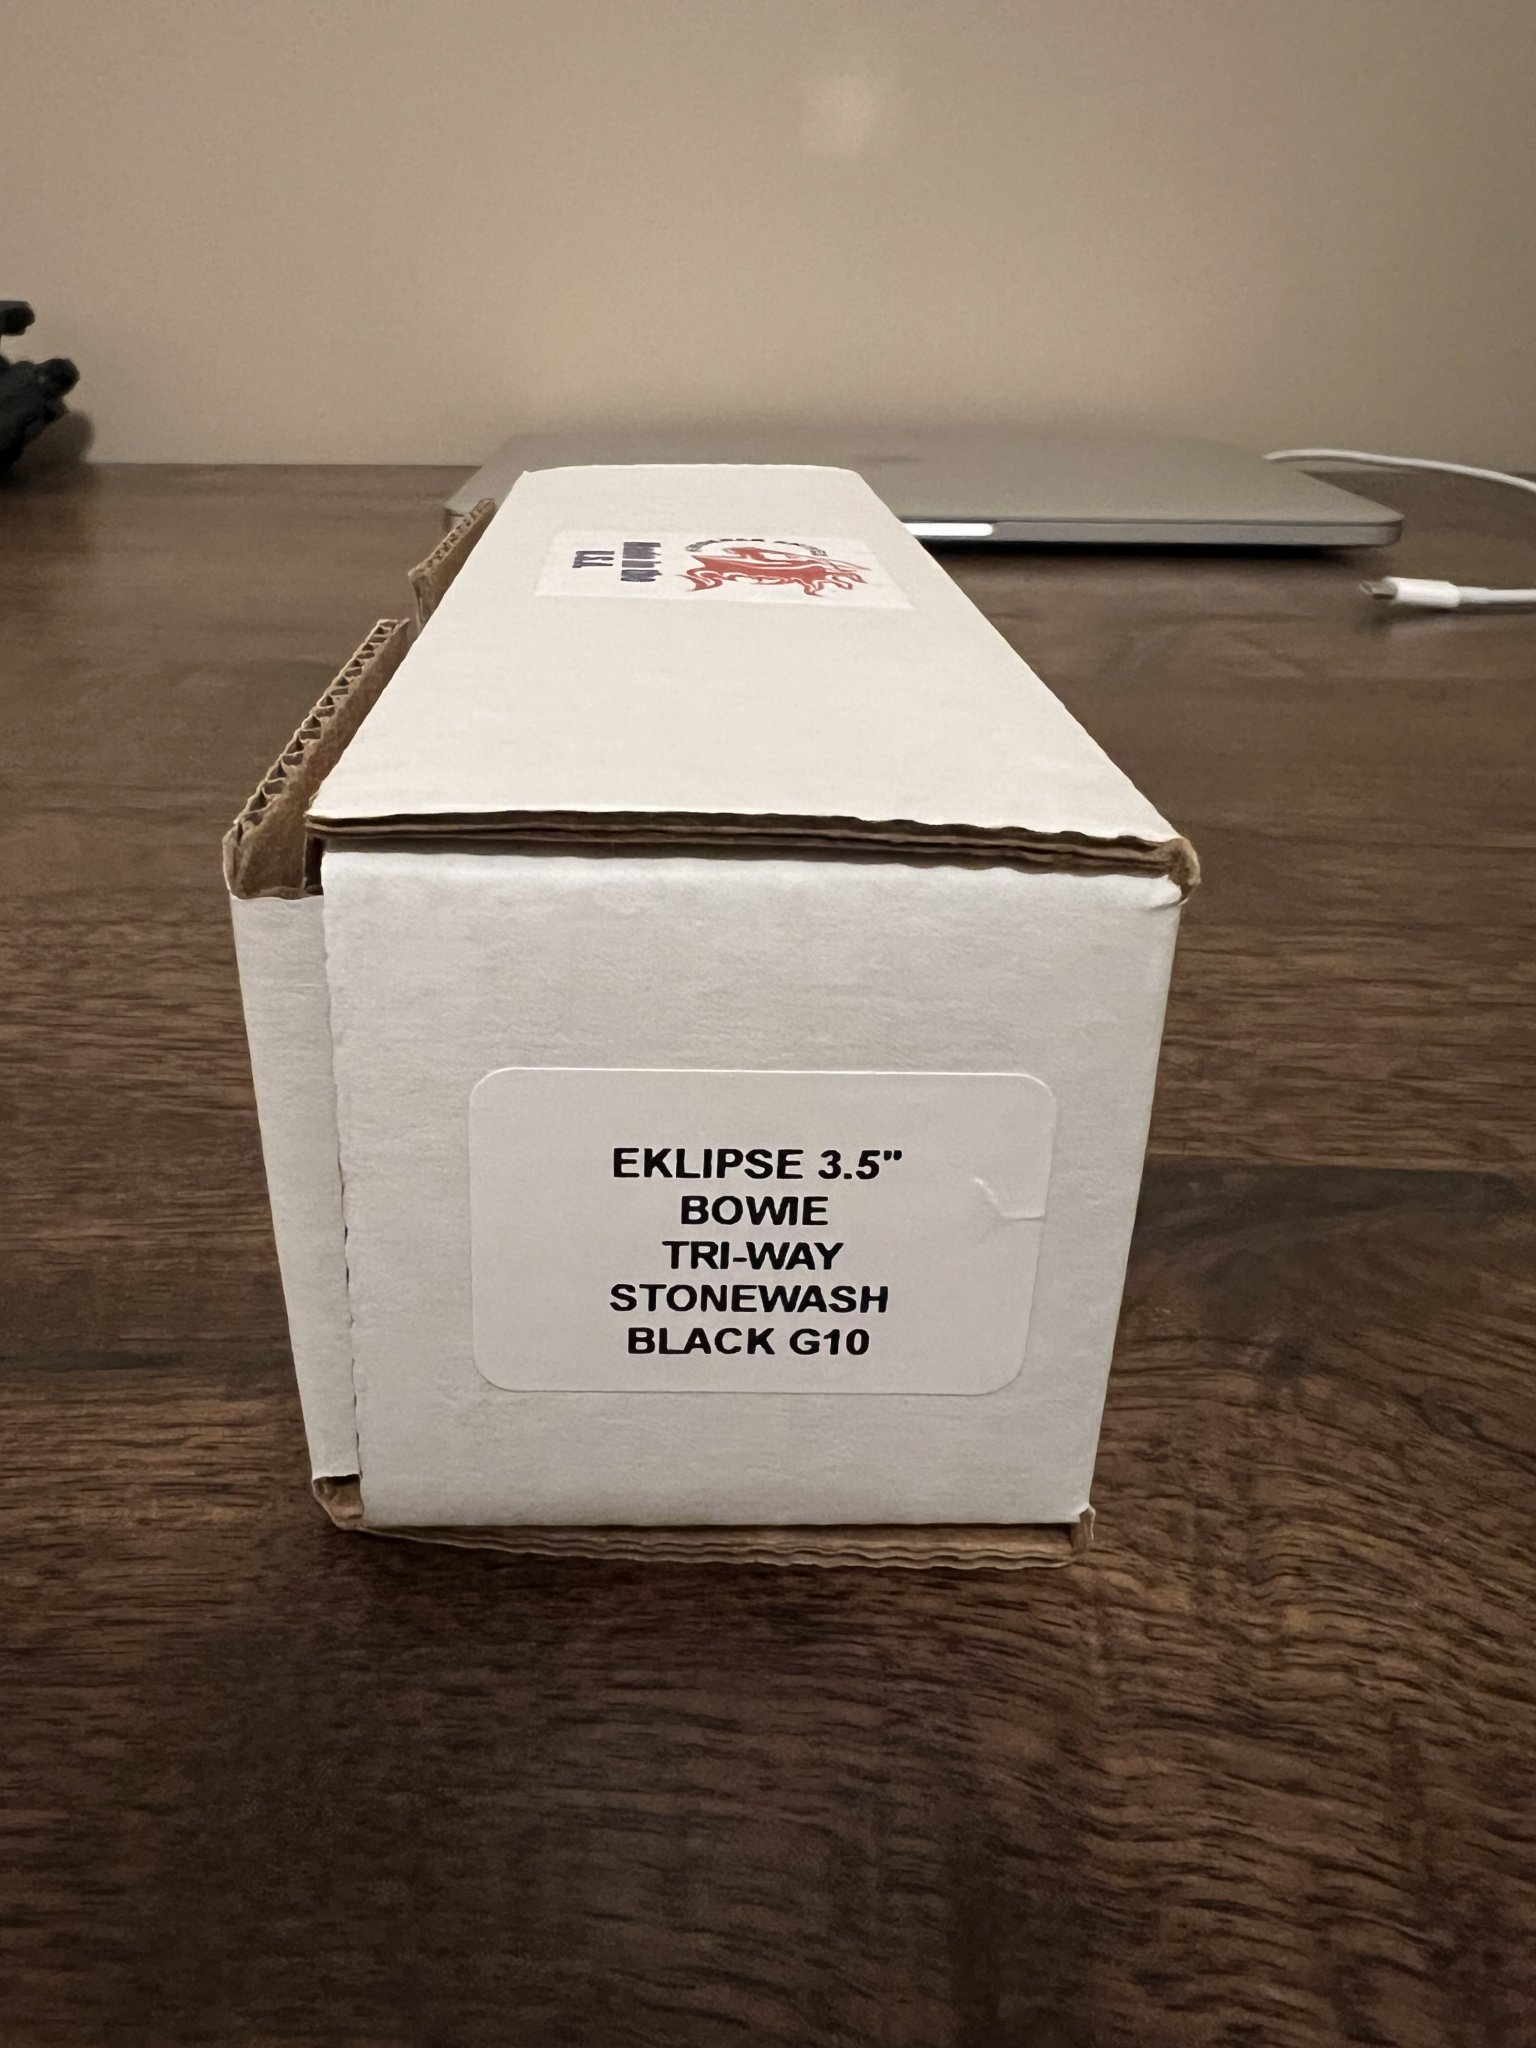 EKLIPSE 3.5"
BOWIE
TRI-WAY
STONEWASH
BLACK G10